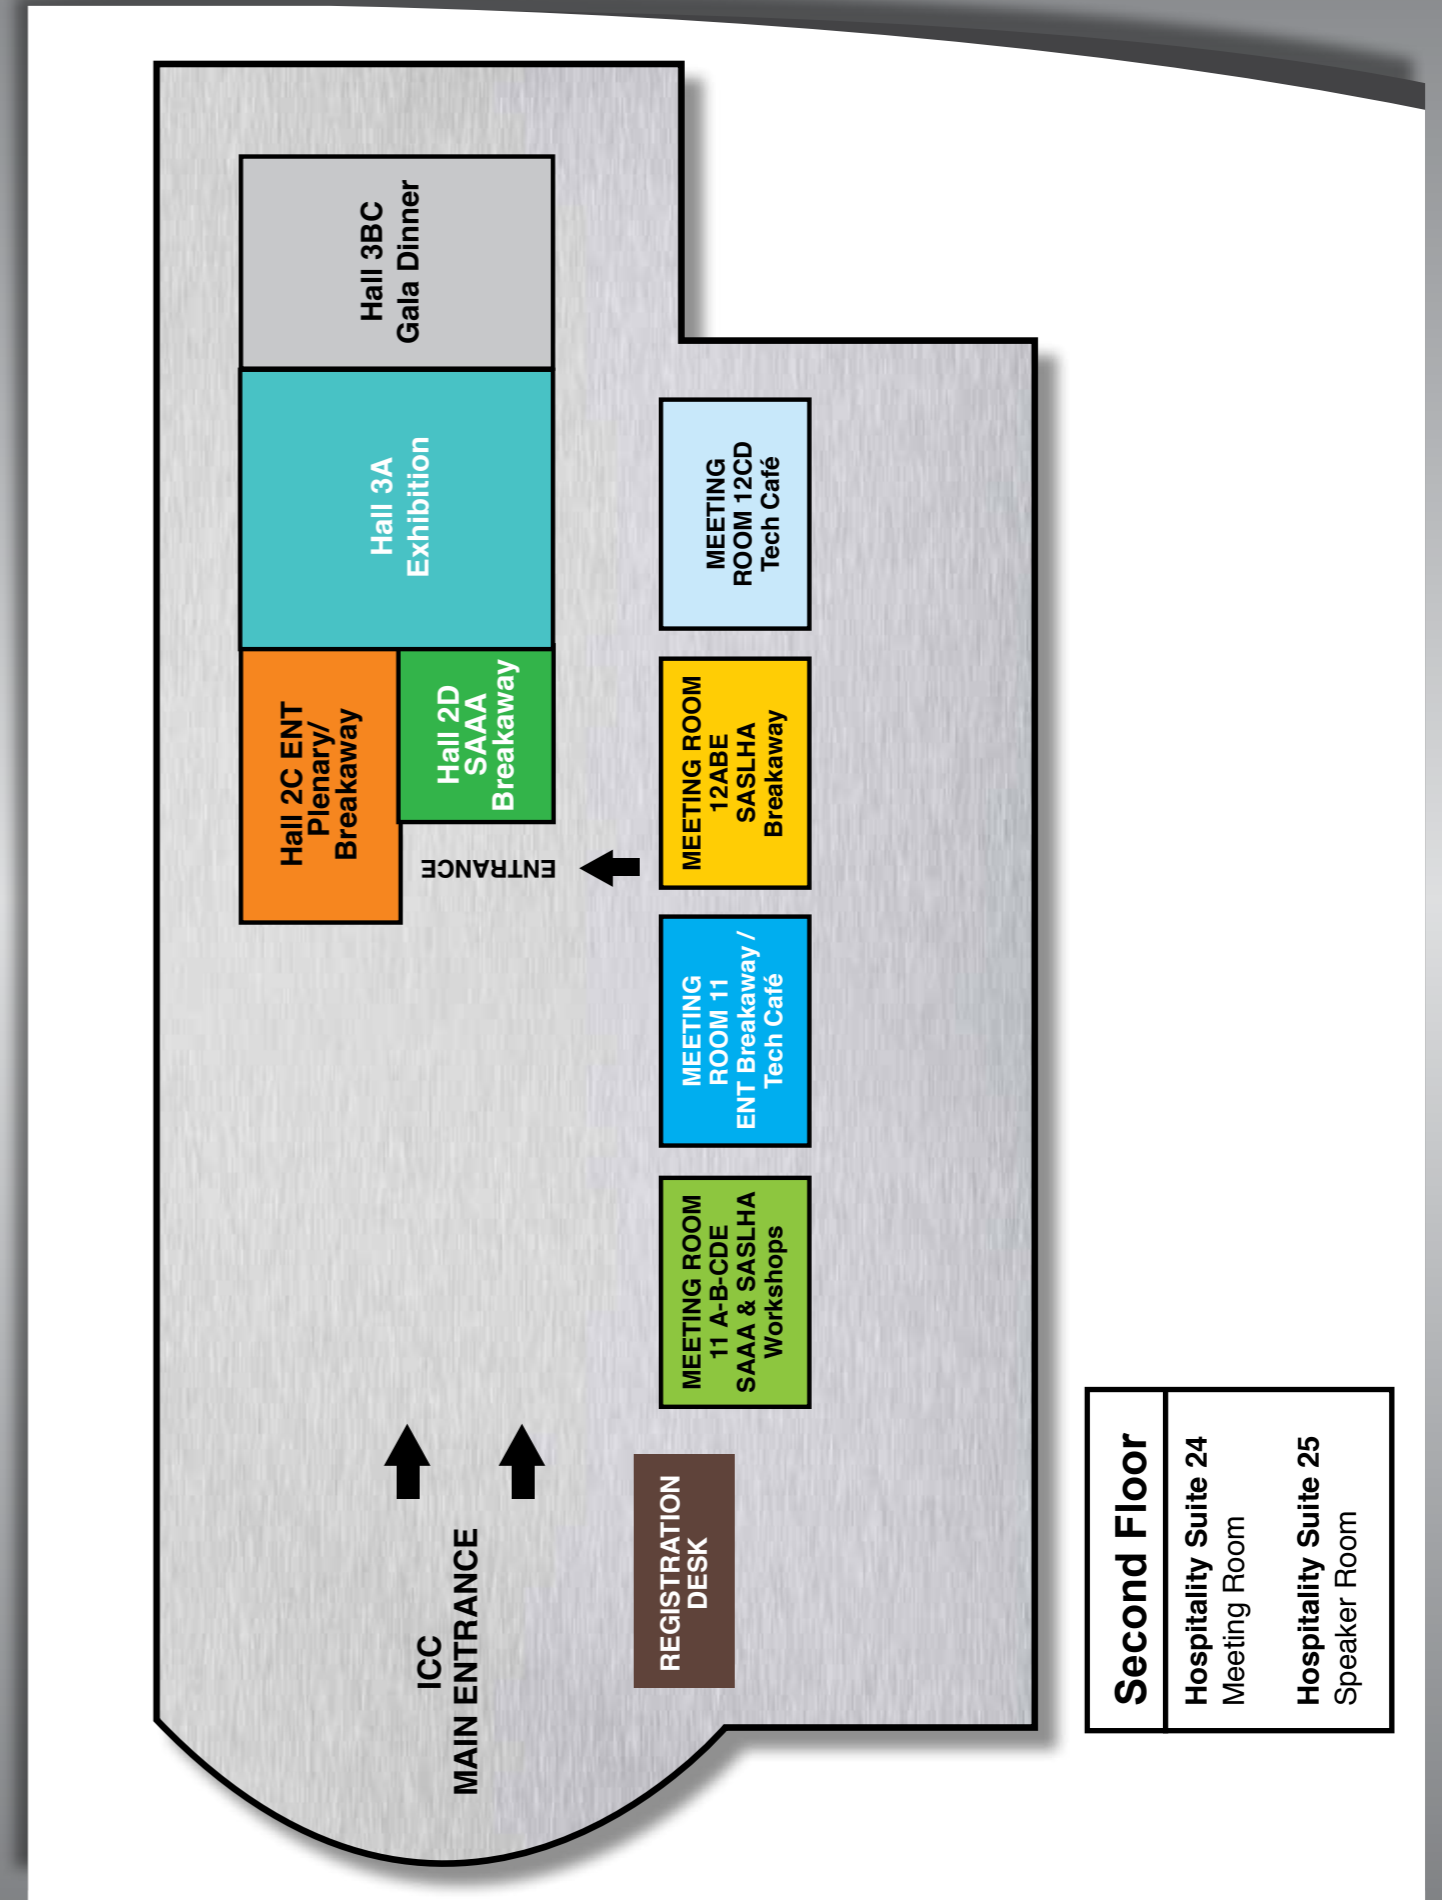 Hall 3BC
Gala Dinner
Hall 3A
Exhibition
Hall 2C ENT
Plenary/
Breakaway
Hall 2D
SAAA
Breakaway
ENTRANCE
MEETING
ROOM 12CD
Tech Café
MEETING ROOM
12ABE
SASLHA
Breakaway
MEETING
ROOM 11
ENT Breakaway /
Tech Café
MEETING ROOM
11 A-B-CDE
SAAA & SASLHA
Workshops
ICC
MAIN ENTRANCE
REGISTRATION
DESK
Second Floor
Hospitality Suite 24
Meeting Room
Hospitality Suite 25
Speaker Room